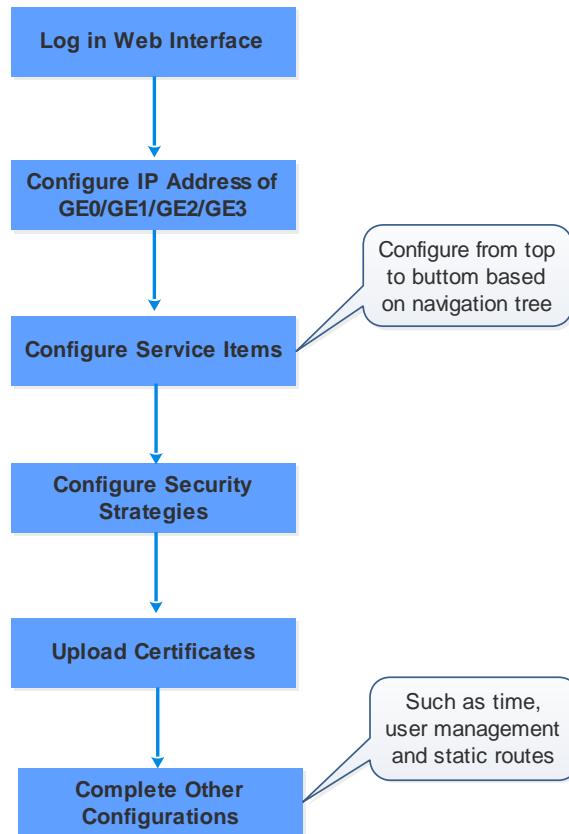 Log in Web Interface
Configure IP Address of
GE0/GE1/GE2/GE3
Configure from top
to buttom based
on navigation tree
Configure Service Items
Configure Security
Strategies
Upload Certificates
Such as time,
user management
and static routes
Complete Other
Configurations